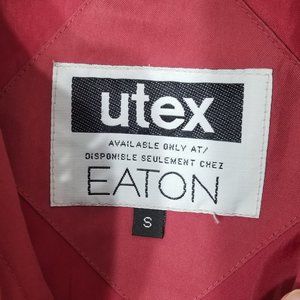 utex
AVAILABLE ONLY AT/
DISPONIBLE SEULEMENT CHEZ
EATON
S